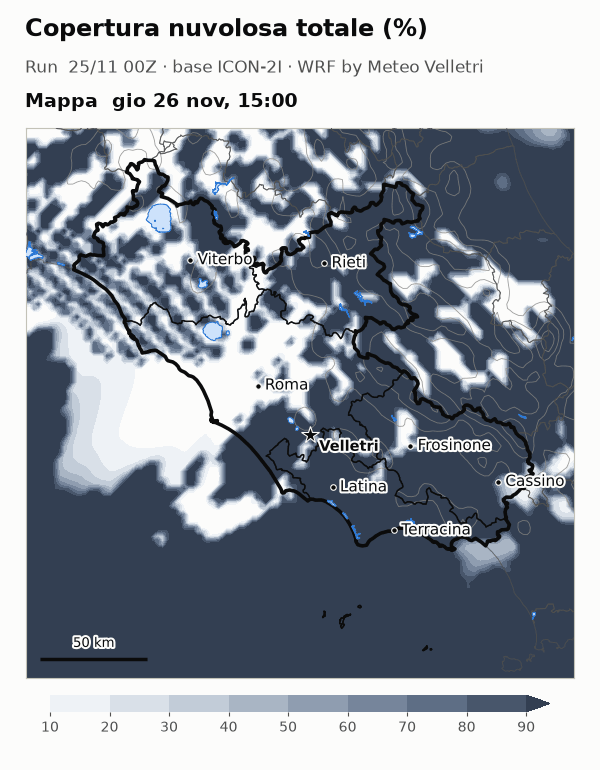 Copertura nuvolosa totale (%)
Run  25/11 00Z · base ICON-2I · WRF by Meteo Velletri
Mappa  gio 26 nov, 15:00
Viterbo
Rieti
Roma
Velletri
Frosinone
Cassino
Latina
Terracina
50 km
10 20 30 40 50 60 70 80 90